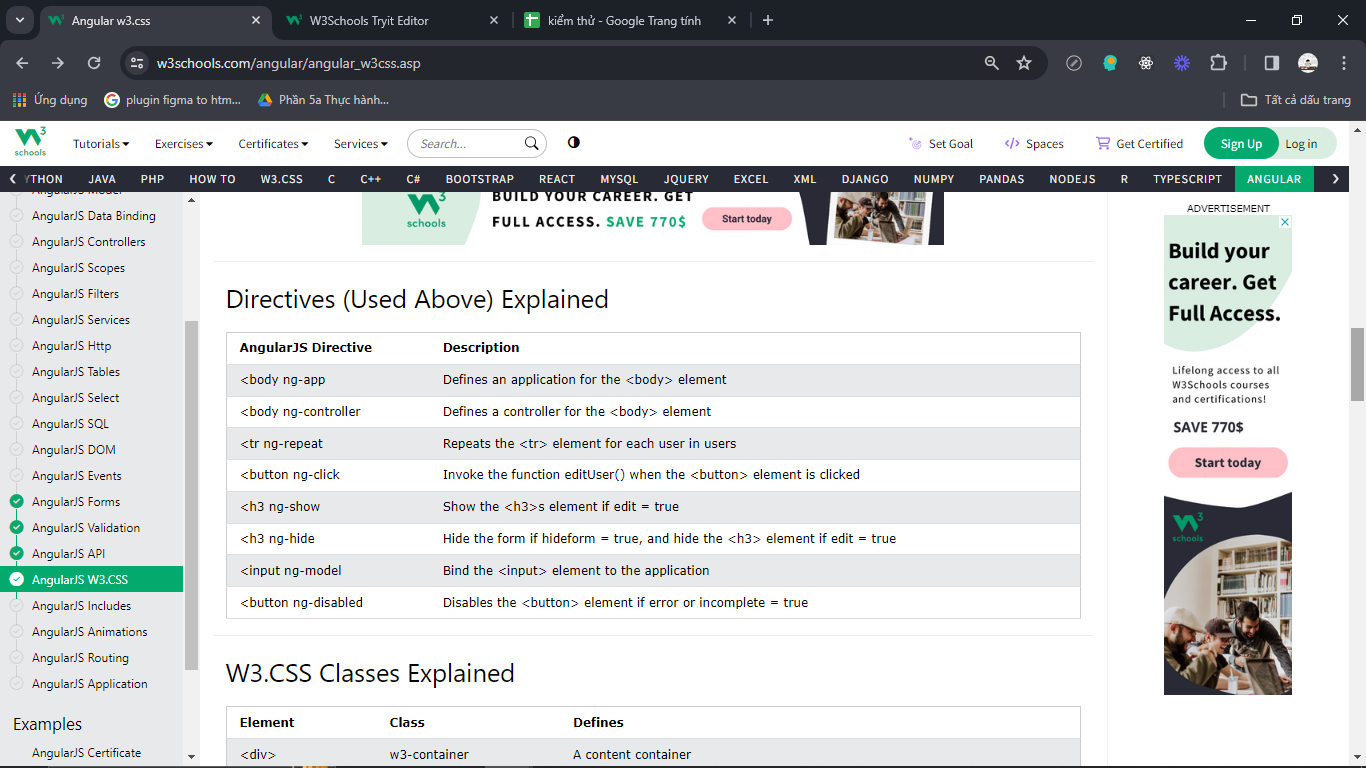 Angular w3.css
W3Schools Tryit Editor
kiểm thử - Google Trang tính
w3schools.com/angular/angular_w3css.asp
Ứng dụng
plugin figma to htm...
Phần 5a Thực hành...
Tất cả dấu trang
W3 schools
Tutorials
Exercises
Certificates
Services
Search...
Set Goal
</> Spaces
Get Certified
Sign Up
Log in
YTHON JAVA PHP HOW TO W3.CSS C C++ C# BOOTSTRAP REACT MYSQL JQUERY EXCEL XML DJANGO NUMPY PANDAS NODEJS R TYPESCRIPT ANGULAR
AngularJS Model
AngularJS Data Binding
AngularJS Controllers
AngularJS Scopes
AngularJS Filters
AngularJS Services
AngularJS Http
AngularJS Tables
AngularJS Select
AngularJS SQL
AngularJS DOM
AngularJS Events
AngularJS Forms
AngularJS Validation
AngularJS API
AngularJS W3.CSS
AngularJS Includes
AngularJS Animations
AngularJS Routing
AngularJS Application
Examples
AngularJS Certificate
W3 schools
BUILD YOUR CAREER. GET
FULL ACCESS. SAVE 770$
Start today
Directives (Used Above) Explained
AngularJS Directive Description
<body ng-app Defines an application for the <body> element
<body ng-controller Defines a controller for the <body> element
<tr ng-repeat Repeats the <tr> element for each user in users
<button ng-click Invoke the function editUser() when the <button> element is clicked
<h3 ng-show Show the <h3>s element if edit = true
<h3 ng-hide Hide the form if hideform = true, and hide the <h3> element if edit = true
<input ng-model Bind the <input> element to the application
<button ng-disabled Disables the <button> element if error or incomplete = true
W3.CSS Classes Explained
Element Class Defines
<div> w3-container A content container
ADVERTISEMENT
Build your
career. Get
Full Access.
Lifelong access to all
W3Schools courses
and certifications!
SAVE 770$
Start today
W3 schools